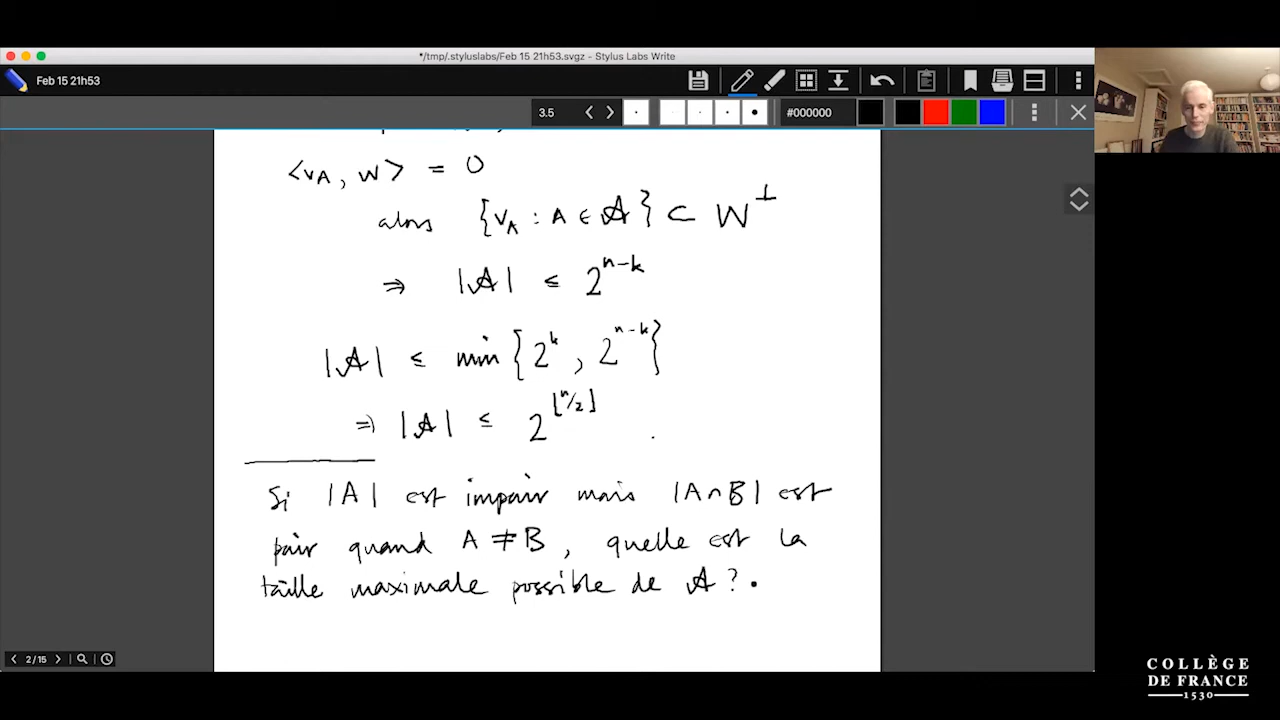 */tmp/.styluslabs/Feb 15 21h53.svgz - Stylus Labs Write
Feb 15 21h53
3.5
#000000
⟨v_A, W⟩ = 0
alors {v_A : A ∈ 𝒜} ⊂ W^⊥
⇒ |𝒜| ≤ 2^{n-k}
|𝒜| ≤ min {2^k, 2^{n-k}}
⇒ |𝒜| ≤ 2^{⌊n/2⌋}
Si |A| est impair mais |A∩B| est
pair quand A ≠ B, quelle est la
taille maximale possible de 𝒜?
2/15
COLLÈGE
DE FRANCE
1530